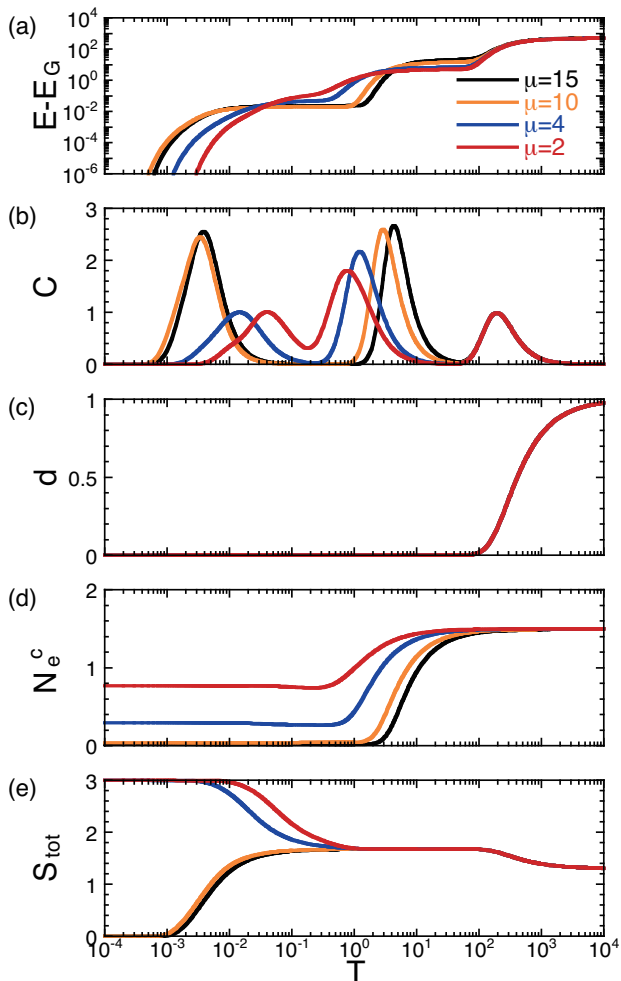 (a)
E-E_G
10^4
10^2
10^0
10^-2
10^-4
10^-6
μ=15
μ=10
μ=4
μ=2
(b)
C
3
2
1
0
(c)
d
1
0.5
0
(d)
N_e^c
2
1
0
(e)
S_tot
3
2
1
0
10^-4 10^-3 10^-2 10^-1 10^0 10^1 10^2 10^3 10^4
T